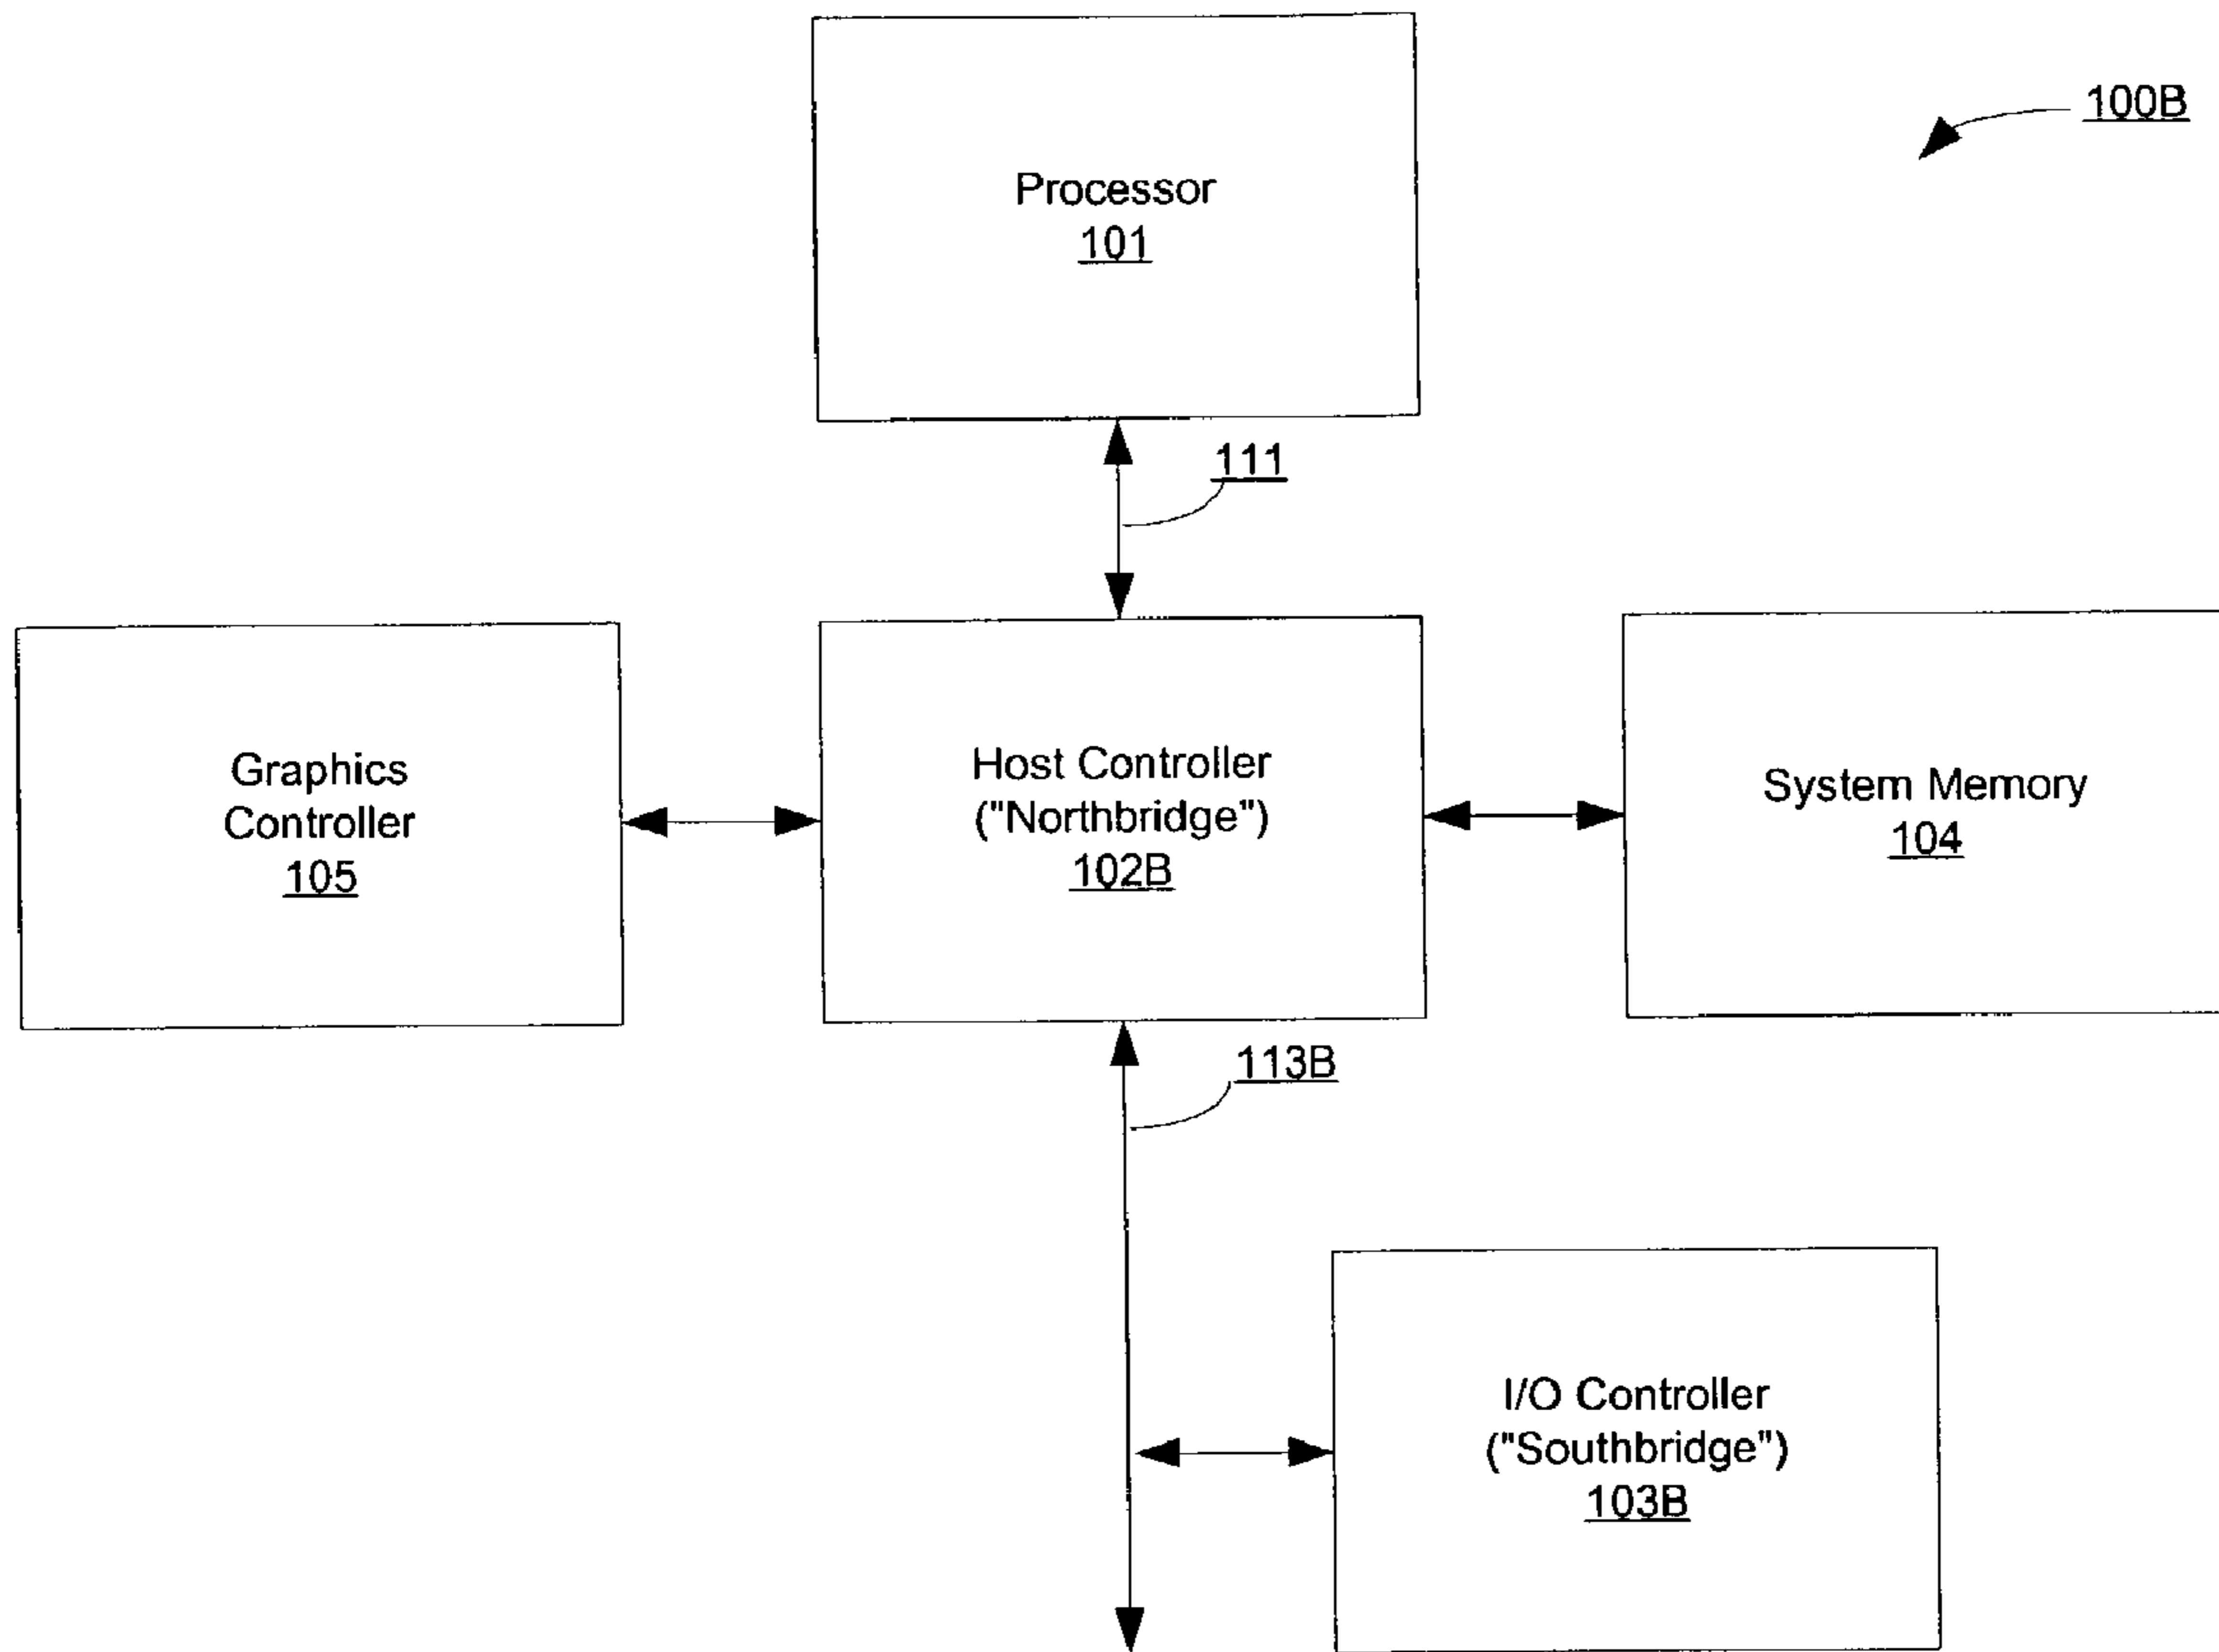 Processor
101
100B
111
Graphics
Controller
105
Host Controller
("Northbridge")
102B
System Memory
104
113B
I/O Controller
("Southbridge")
103B